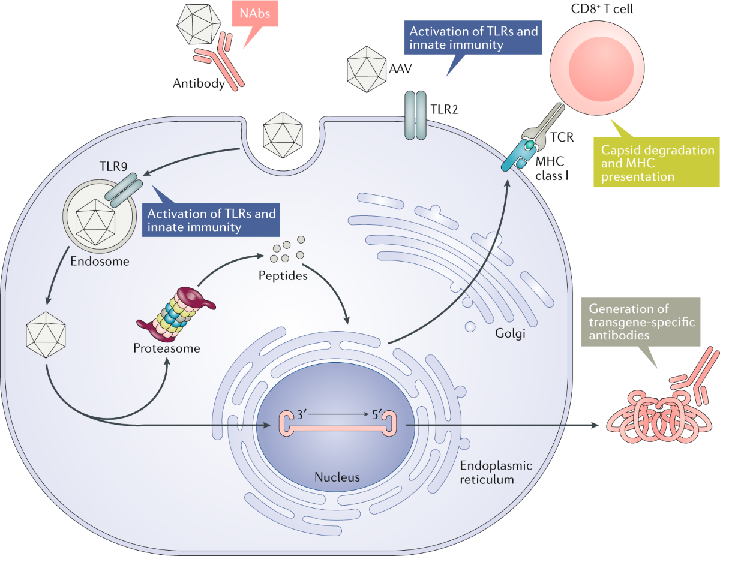 NAbs
CD8⁺ T cell
Activation of TLRs and
innate immunity
AAV
Antibody
TLR2
TCR
MHC
class I
Capsid degradation
and MHC
presentation
TLR9
Activation of TLRs and
innate immunity
Endosome
Peptides
Proteasome
Golgi
Generation of
transgene-specific
antibodies
3′
5′
Nucleus
Endoplasmic
reticulum